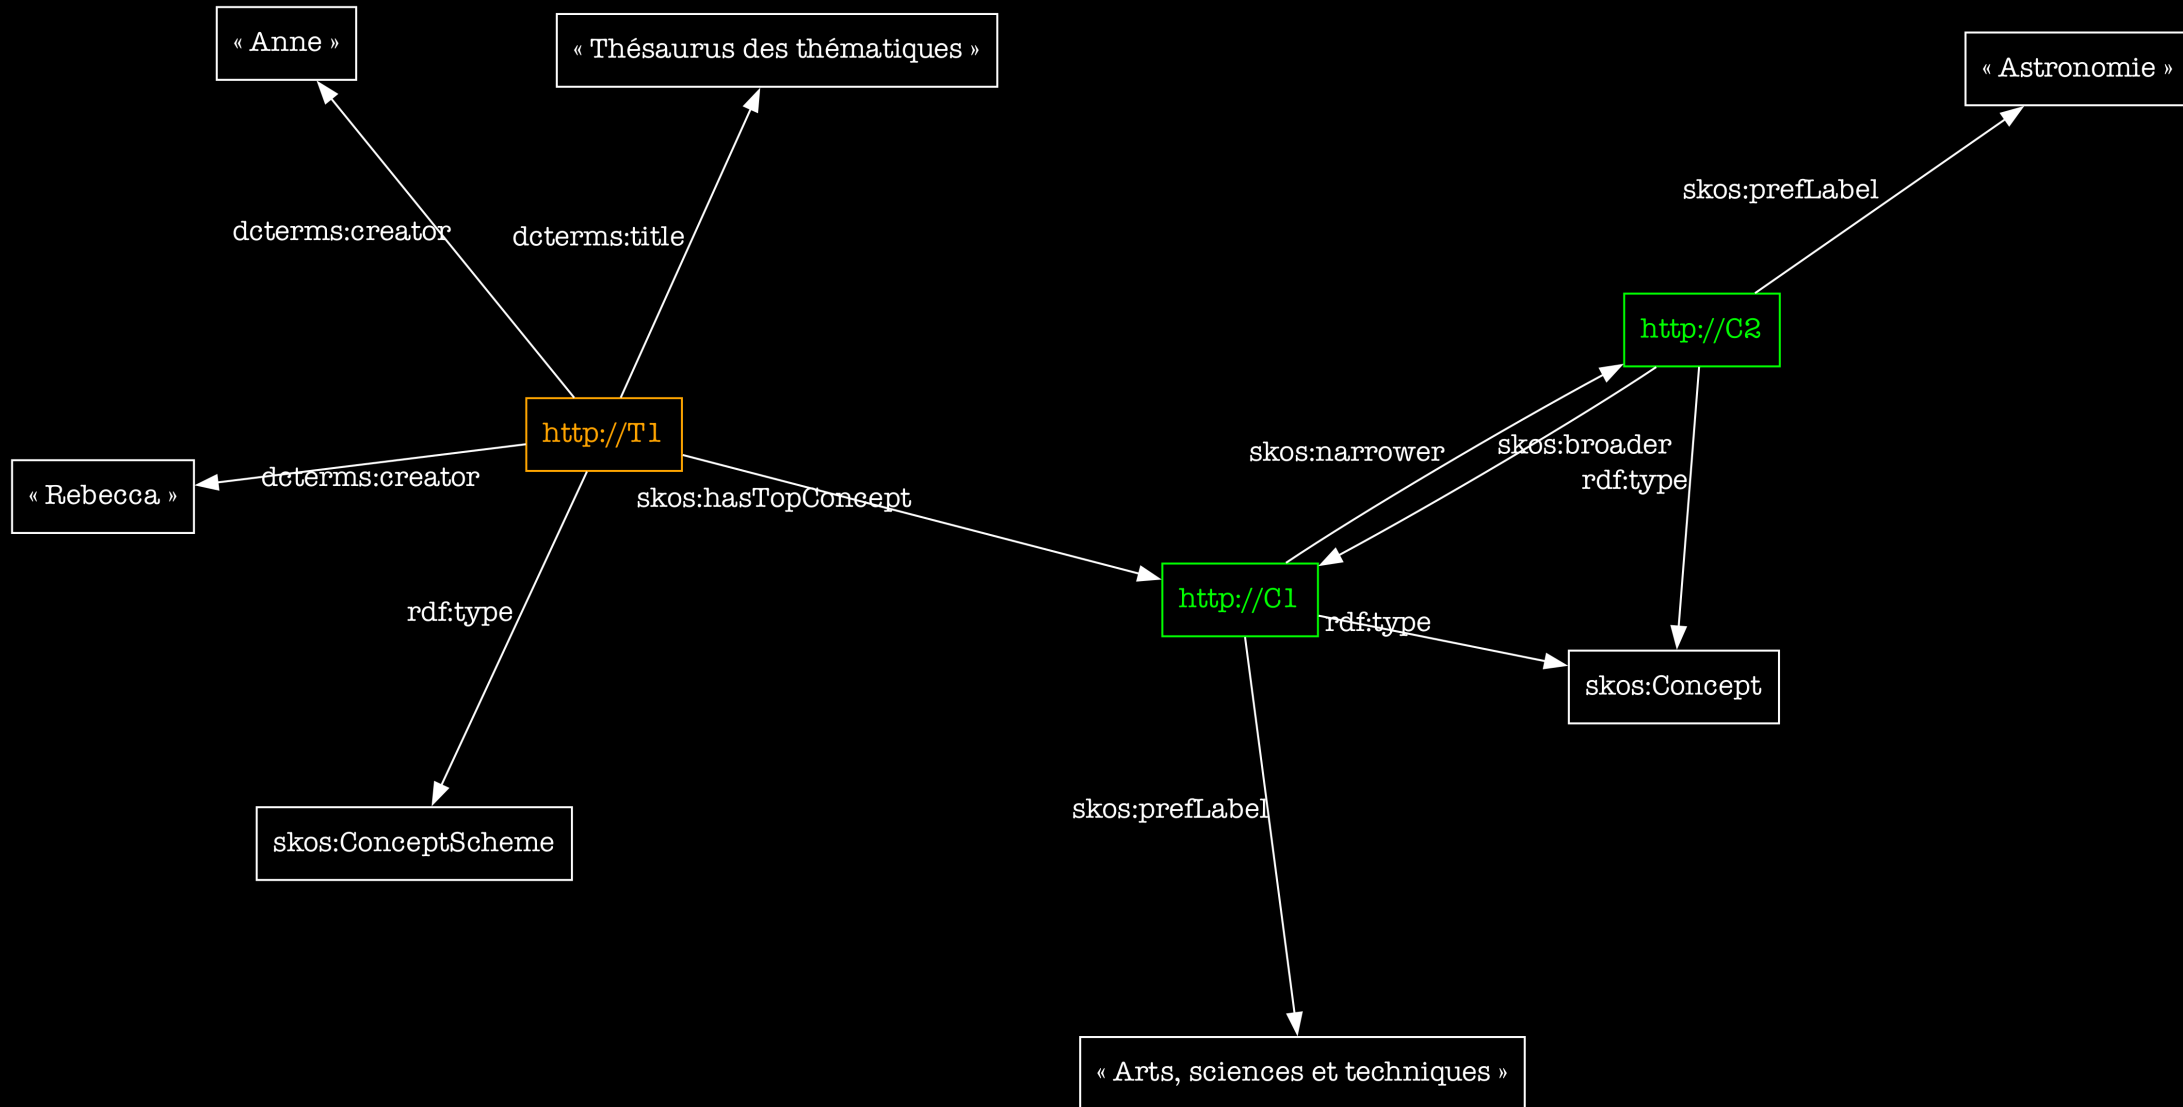 « Anne »
« Thésaurus des thématiques »
« Astronomie »
skos:prefLabel
dcterms:creator
dcterms:title
http://C2
http://T1
skos:narrower
skos:broader
rdf:type
« Rebecca »
dcterms:creator
skos:hasTopConcept
http://C1
rdf:type
rdf:type
skos:Concept
skos:prefLabel
skos:ConceptScheme
« Arts, sciences et techniques »